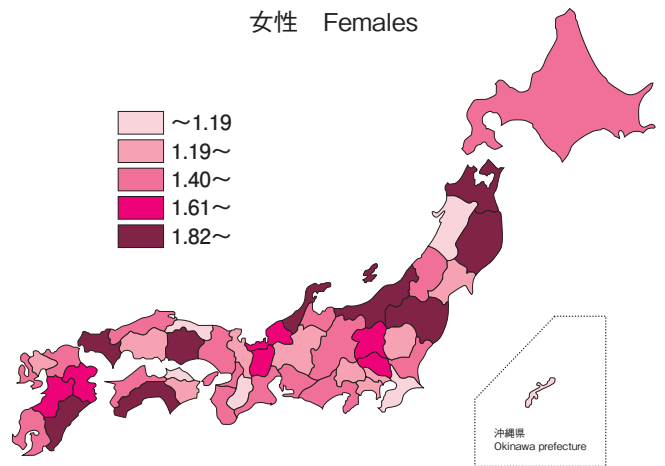 女性　Females
～1.19
1.19～
1.40～
1.61～
1.82～
沖縄県
Okinawa prefecture